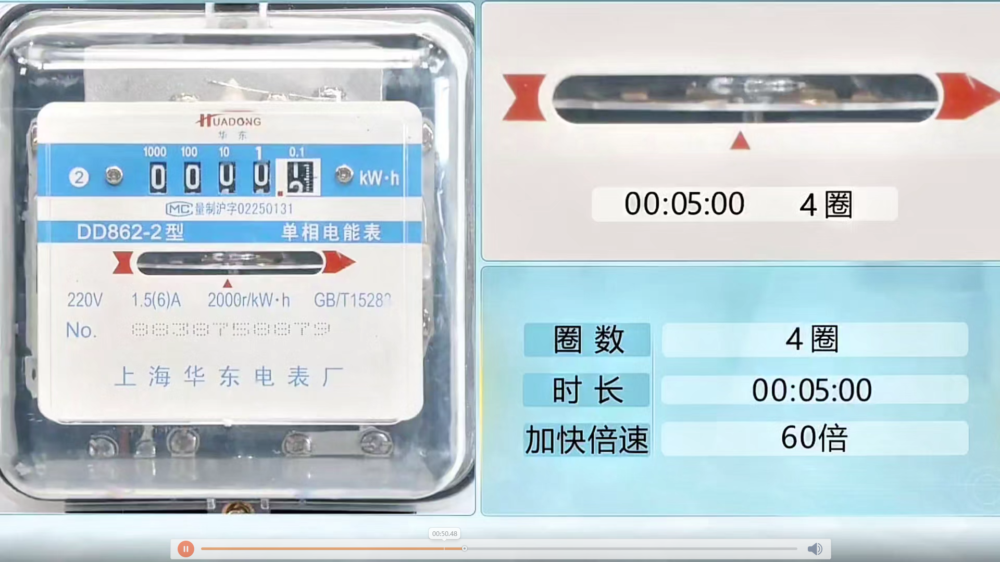 HUADONG
华 东
1000 100 10 1 0.1
2 0 0 0 0 kW·h
MC 量制沪字02250131
DD862-2型 单相电能表
220V 1.5(6)A 2000r/kW·h GB/T1528
No. 8838758879
上海华东电表厂
00:05:00 4圈
圈数 4圈
时长 00:05:00
加快倍速 60倍
00:50.48